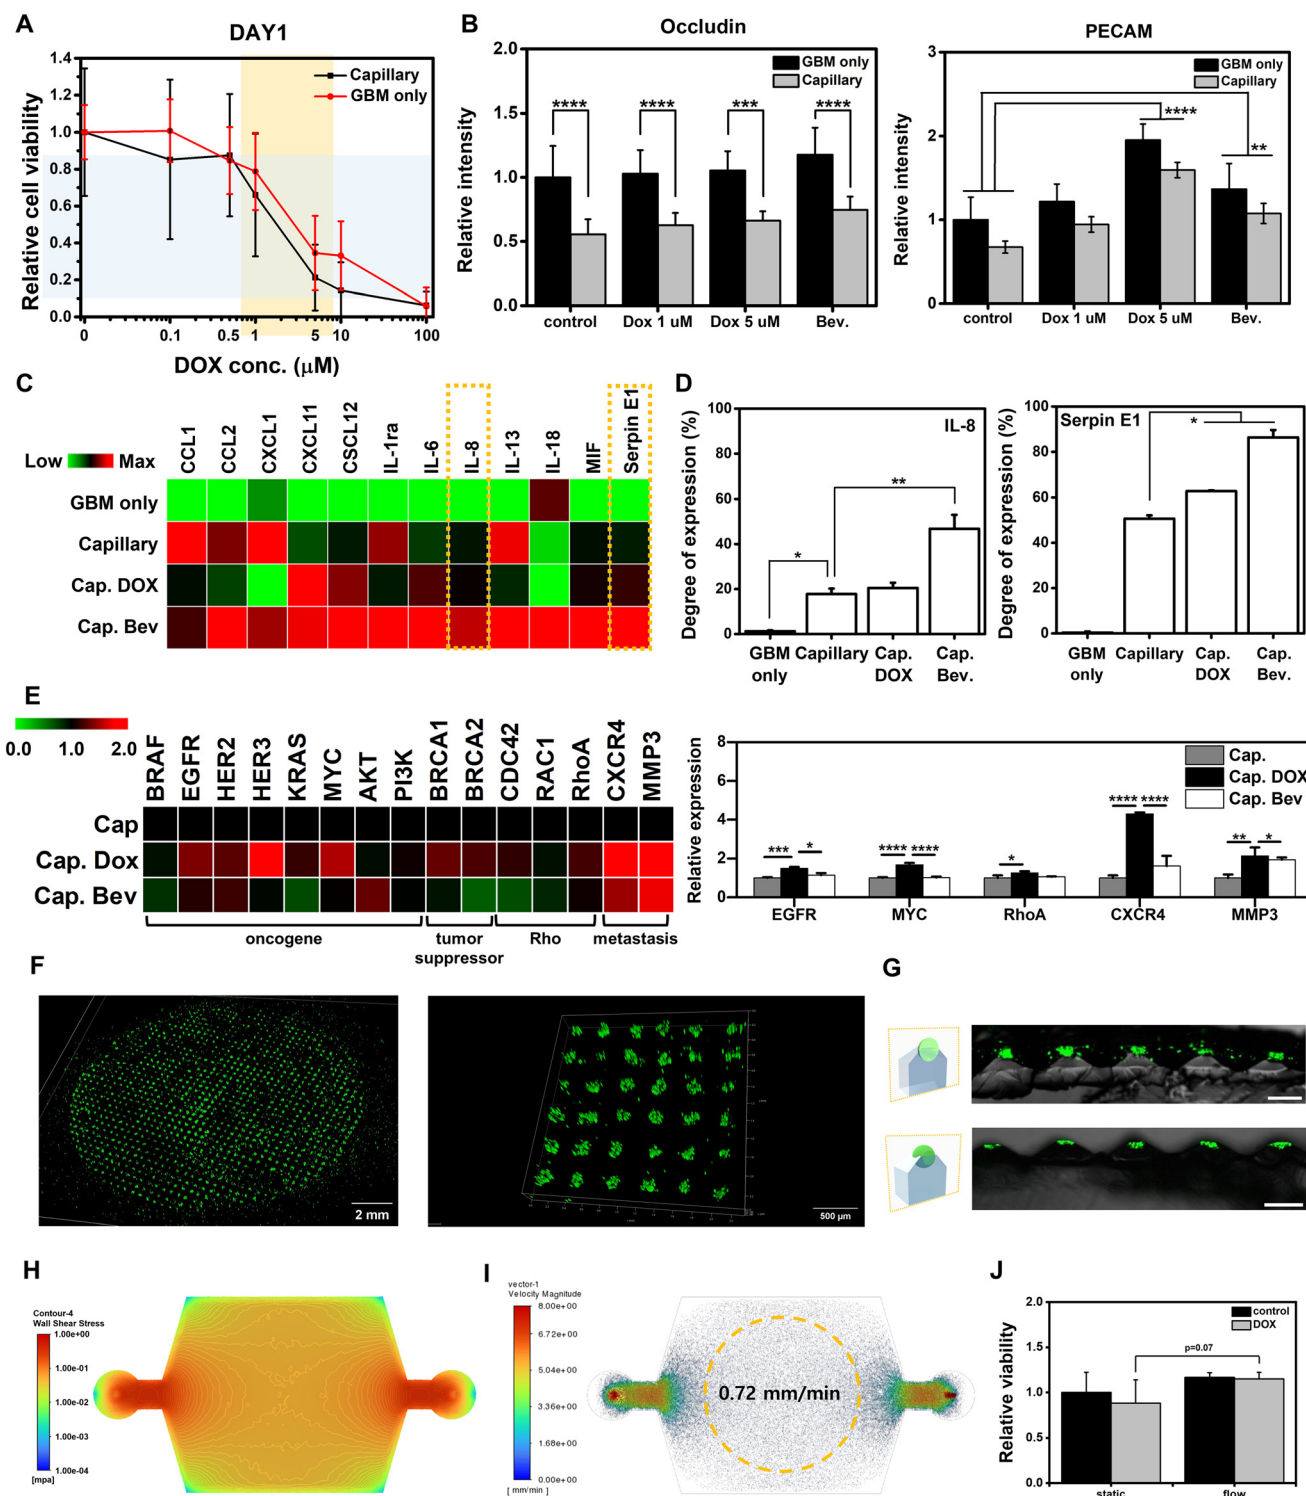 A
DAY1
Relative cell viability
1.4
1.2
1.0
0.8
0.6
0.4
0.2
0.0
Capillary
GBM only
0
0.1
0.5
1
5
10
100
DOX conc. (μM)
B
Occludin
Relative intensity
2.0
1.5
1.0
0.5
0.0
GBM only
Capillary
****
****
***
****
control
Dox 1 uM
Dox 5 uM
Bev.
PECAM
Relative intensity
3
2
1
0
GBM only
Capillary
****
**
control
Dox 1 uM
Dox 5 uM
Bev.
C
Low
Max
CCL1
CCL2
CXCL1
CXCL11
CSCL12
IL-1ra
IL-6
IL-8
IL-13
IL-18
MIF
Serpin E1
GBM only
Capillary
Cap. DOX
Cap. Bev
D
Degree of expression (%)
100
80
60
40
20
0
IL-8
*
**
GBM only
Capillary
Cap. DOX
Cap. Bev.
Degree of expression (%)
100
80
60
40
20
0
Serpin E1
*
GBM only
Capillary
Cap. DOX
Cap. Bev.
E
0.0
1.0
2.0
BRAF
EGFR
HER2
HER3
KRAS
MYC
AKT
PI3K
BRCA1
BRCA2
CDC42
RAC1
RhoA
CXCR4
MMP3
Cap
Cap. Dox
Cap. Bev
oncogene
tumor suppressor
Rho
metastasis
Relative expression
8
6
4
2
0
Cap.
Cap. DOX
Cap. Bev
***
*
****
****
*
****
****
**
*
EGFR
MYC
RhoA
CXCR4
MMP3
F
2 mm
500 μm
G
H
Contour-4
Wall Shear Stress
1.00e+00
1.00e-01
1.00e-02
1.00e-03
1.00e-04
[mpa]
I
vector-1
Velocity Magnitude
8.00e+00
6.72e+00
5.04e+00
3.36e+00
1.68e+00
0.00e+00
[ mm/min ]
0.72 mm/min
J
Relative viability
2.0
1.5
1.0
0.5
0.0
control
DOX
p=0.07
static
flow